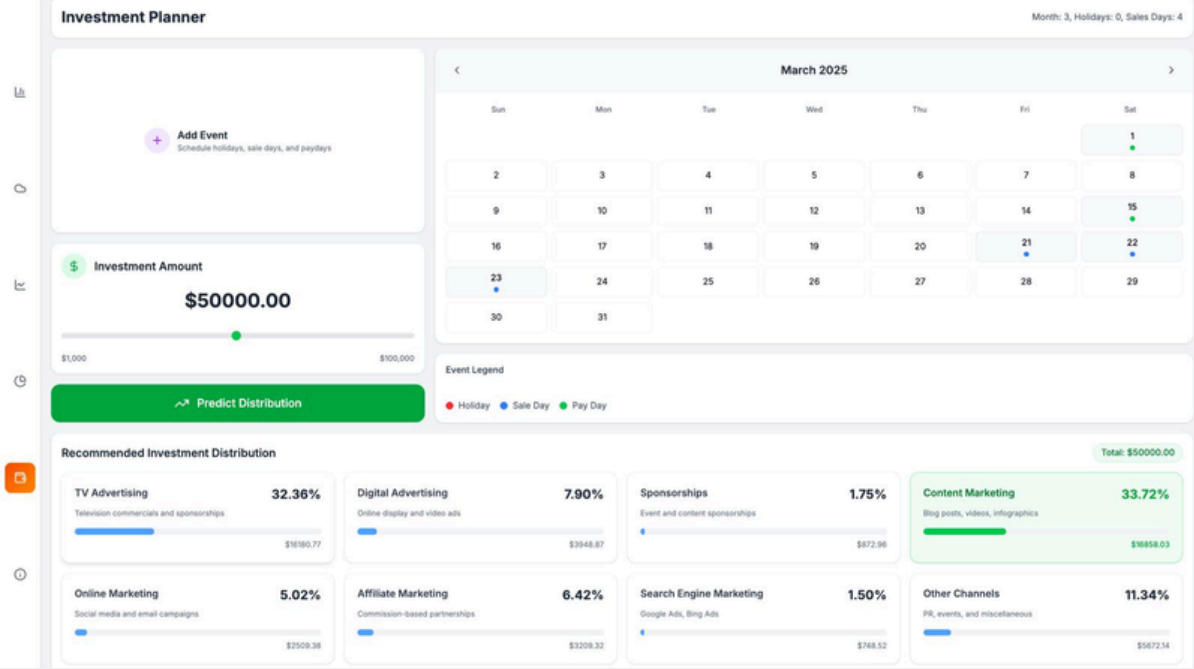 Investment Planner
Month: 3, Holidays: 0, Sales Days: 4
Add Event
Schedule holidays, sale days, and paydays
Investment Amount
$50000.00
$1,000 $100,000
Predict Distribution
March 2025
Sun Mon Tue Wed Thu Fri Sat
1
2 3 4 5 6 7 8
9 10 11 12 13 14 15
16 17 18 19 20 21 22
23 24 25 26 27 28 29
30 31
Event Legend
Holiday Sale Day Pay Day
Recommended Investment Distribution
Total: $50000.00
TV Advertising 32.36%
Television commercials and sponsorships
$16180.77
Digital Advertising 7.90%
Online display and video ads
$3948.87
Sponsorships 1.75%
Event and content sponsorships
$872.96
Content Marketing 33.72%
Blog posts, videos, infographics
$16858.03
Online Marketing 5.02%
Social media and email campaigns
$2509.38
Affiliate Marketing 6.42%
Commission-based partnerships
$3209.32
Search Engine Marketing 1.50%
Google Ads, Bing Ads
$748.52
Other Channels 11.34%
PR, events, and miscellaneous
$5672.14